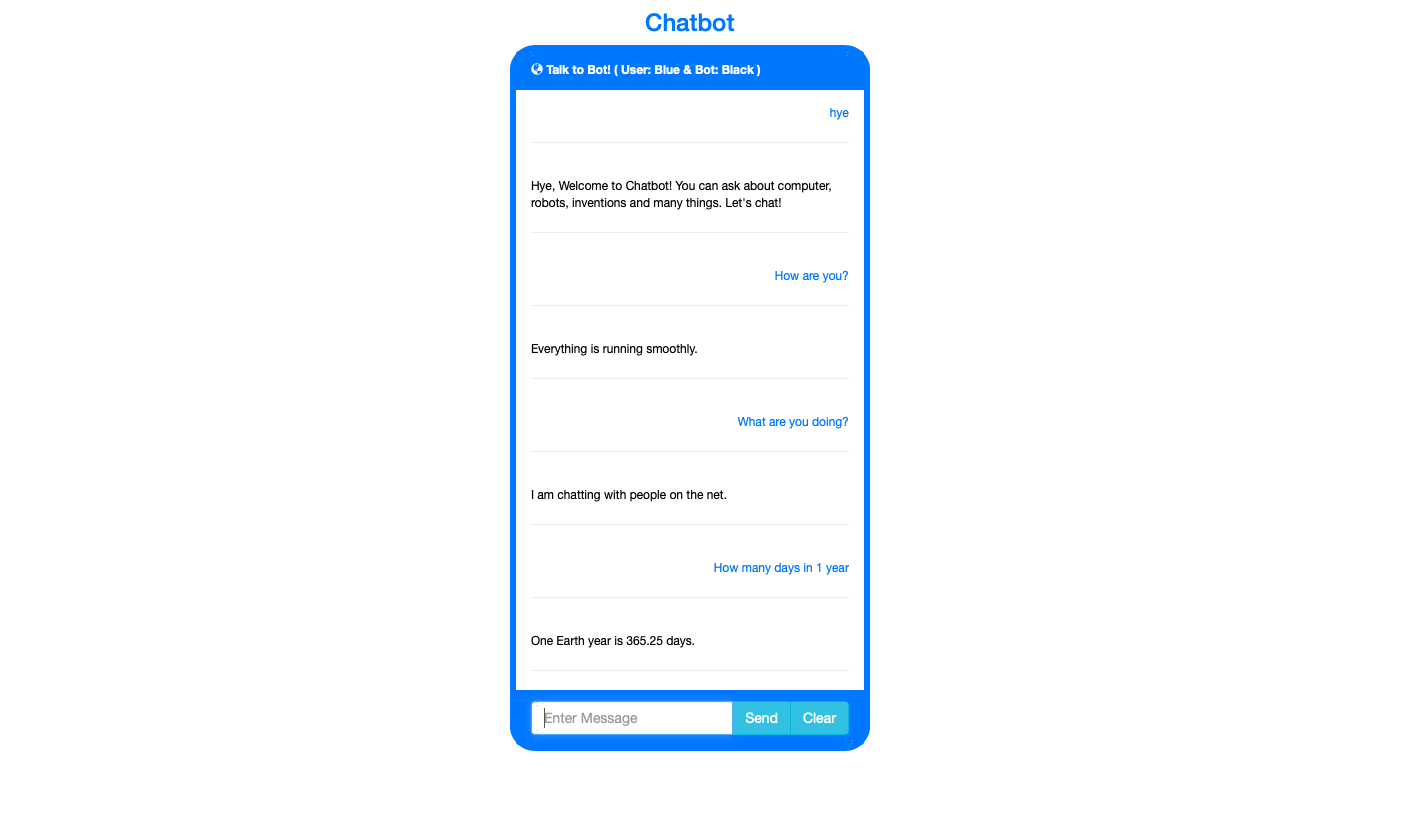 Chatbot
Talk to Bot! ( User: Blue & Bot: Black )
hye
Hye, Welcome to Chatbot! You can ask about computer,
robots, inventions and many things. Let's chat!
How are you?
Everything is running smoothly.
What are you doing?
I am chatting with people on the net.
How many days in 1 year
One Earth year is 365.25 days.
Enter Message Send Clear